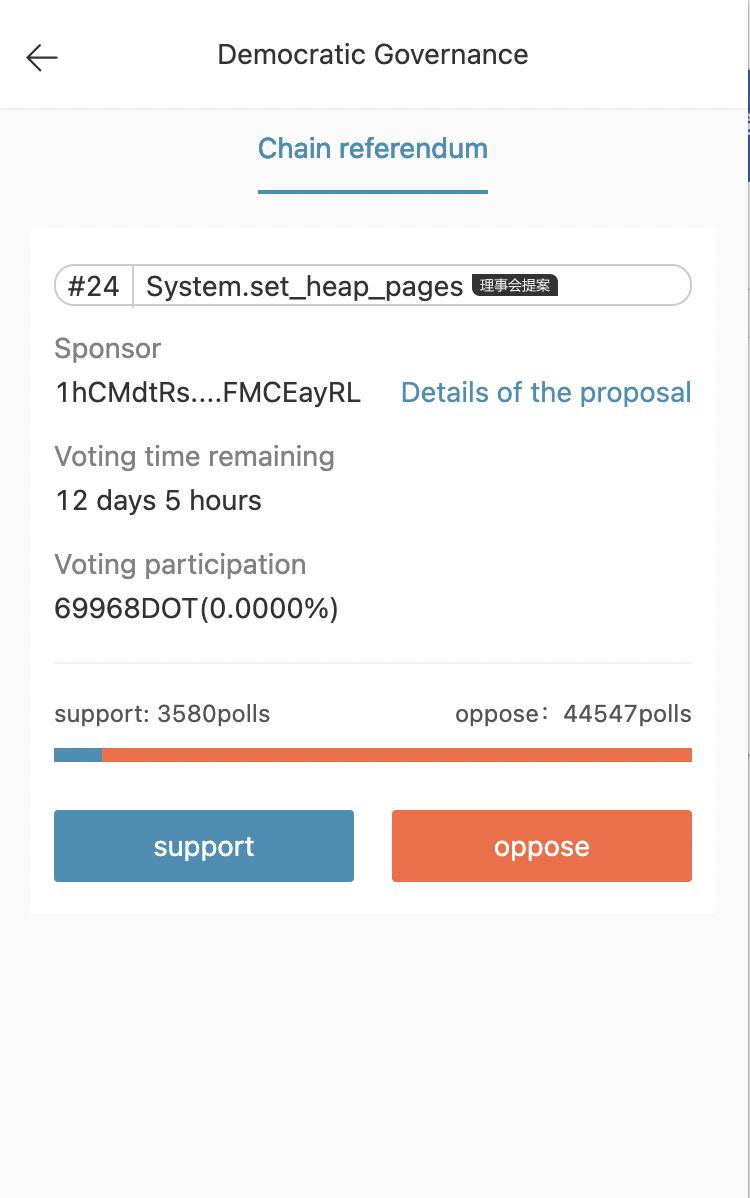 Democratic Governance
Chain referendum
#24 System.set_heap_pages 理事会提案
Sponsor
1hCMdtRs....FMCEayRL Details of the proposal
Voting time remaining
12 days 5 hours
Voting participation
69968DOT(0.0000%)
support: 3580polls oppose：44547polls
support oppose